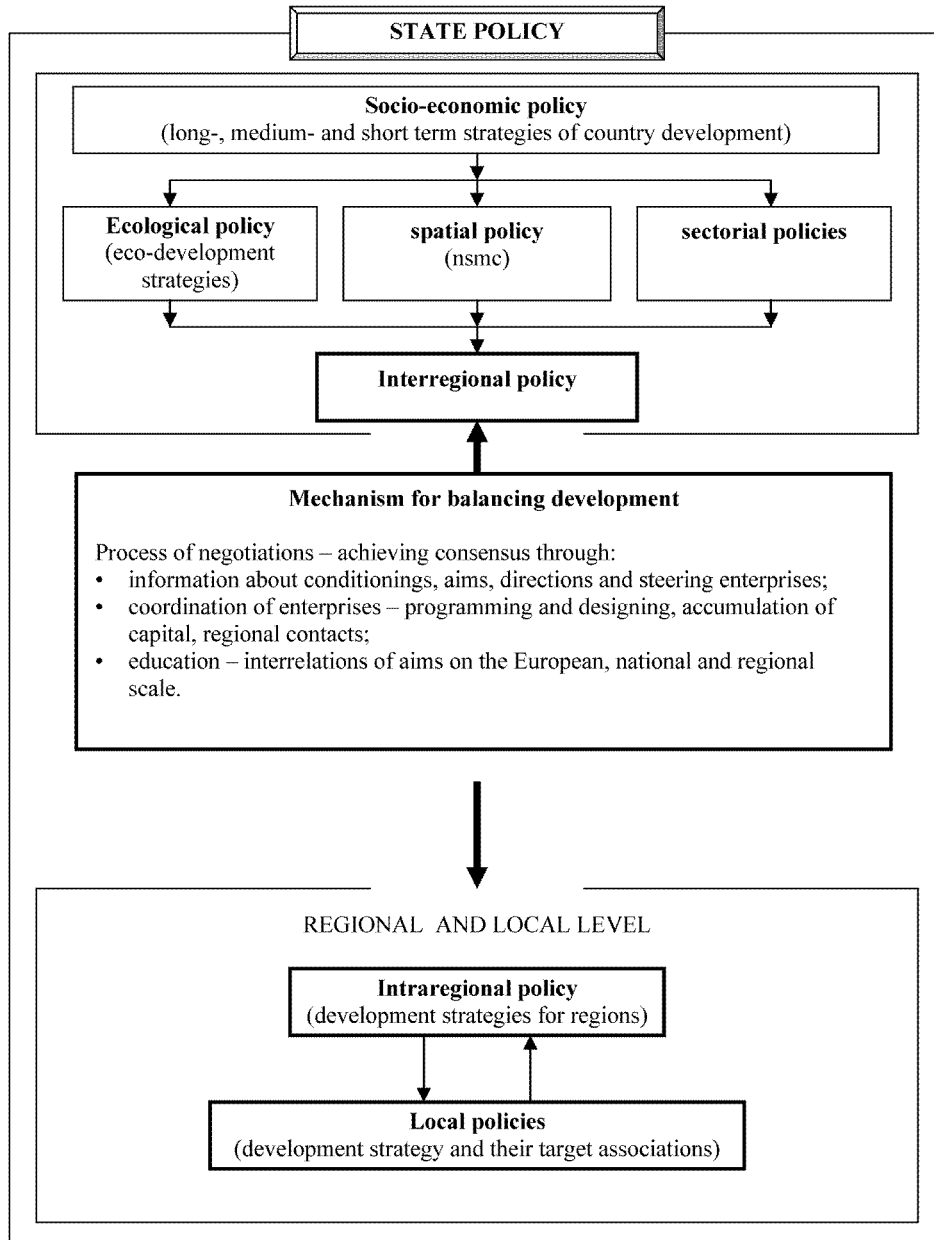 STATE POLICY
Socio-economic policy
(long-, medium- and short term strategies of country development)
Ecological policy
(eco-development
strategies)
spatial policy
(nsmc)
sectorial policies
Interregional policy
Mechanism for balancing development
Process of negotiations – achieving consensus through:
• information about conditionings, aims, directions and steering enterprises;
• coordination of enterprises – programming and designing, accumulation of
capital, regional contacts;
• education – interrelations of aims on the European, national and regional
scale.
REGIONAL AND LOCAL LEVEL
Intraregional policy
(development strategies for regions)
Local policies
(development strategy and their target associations)